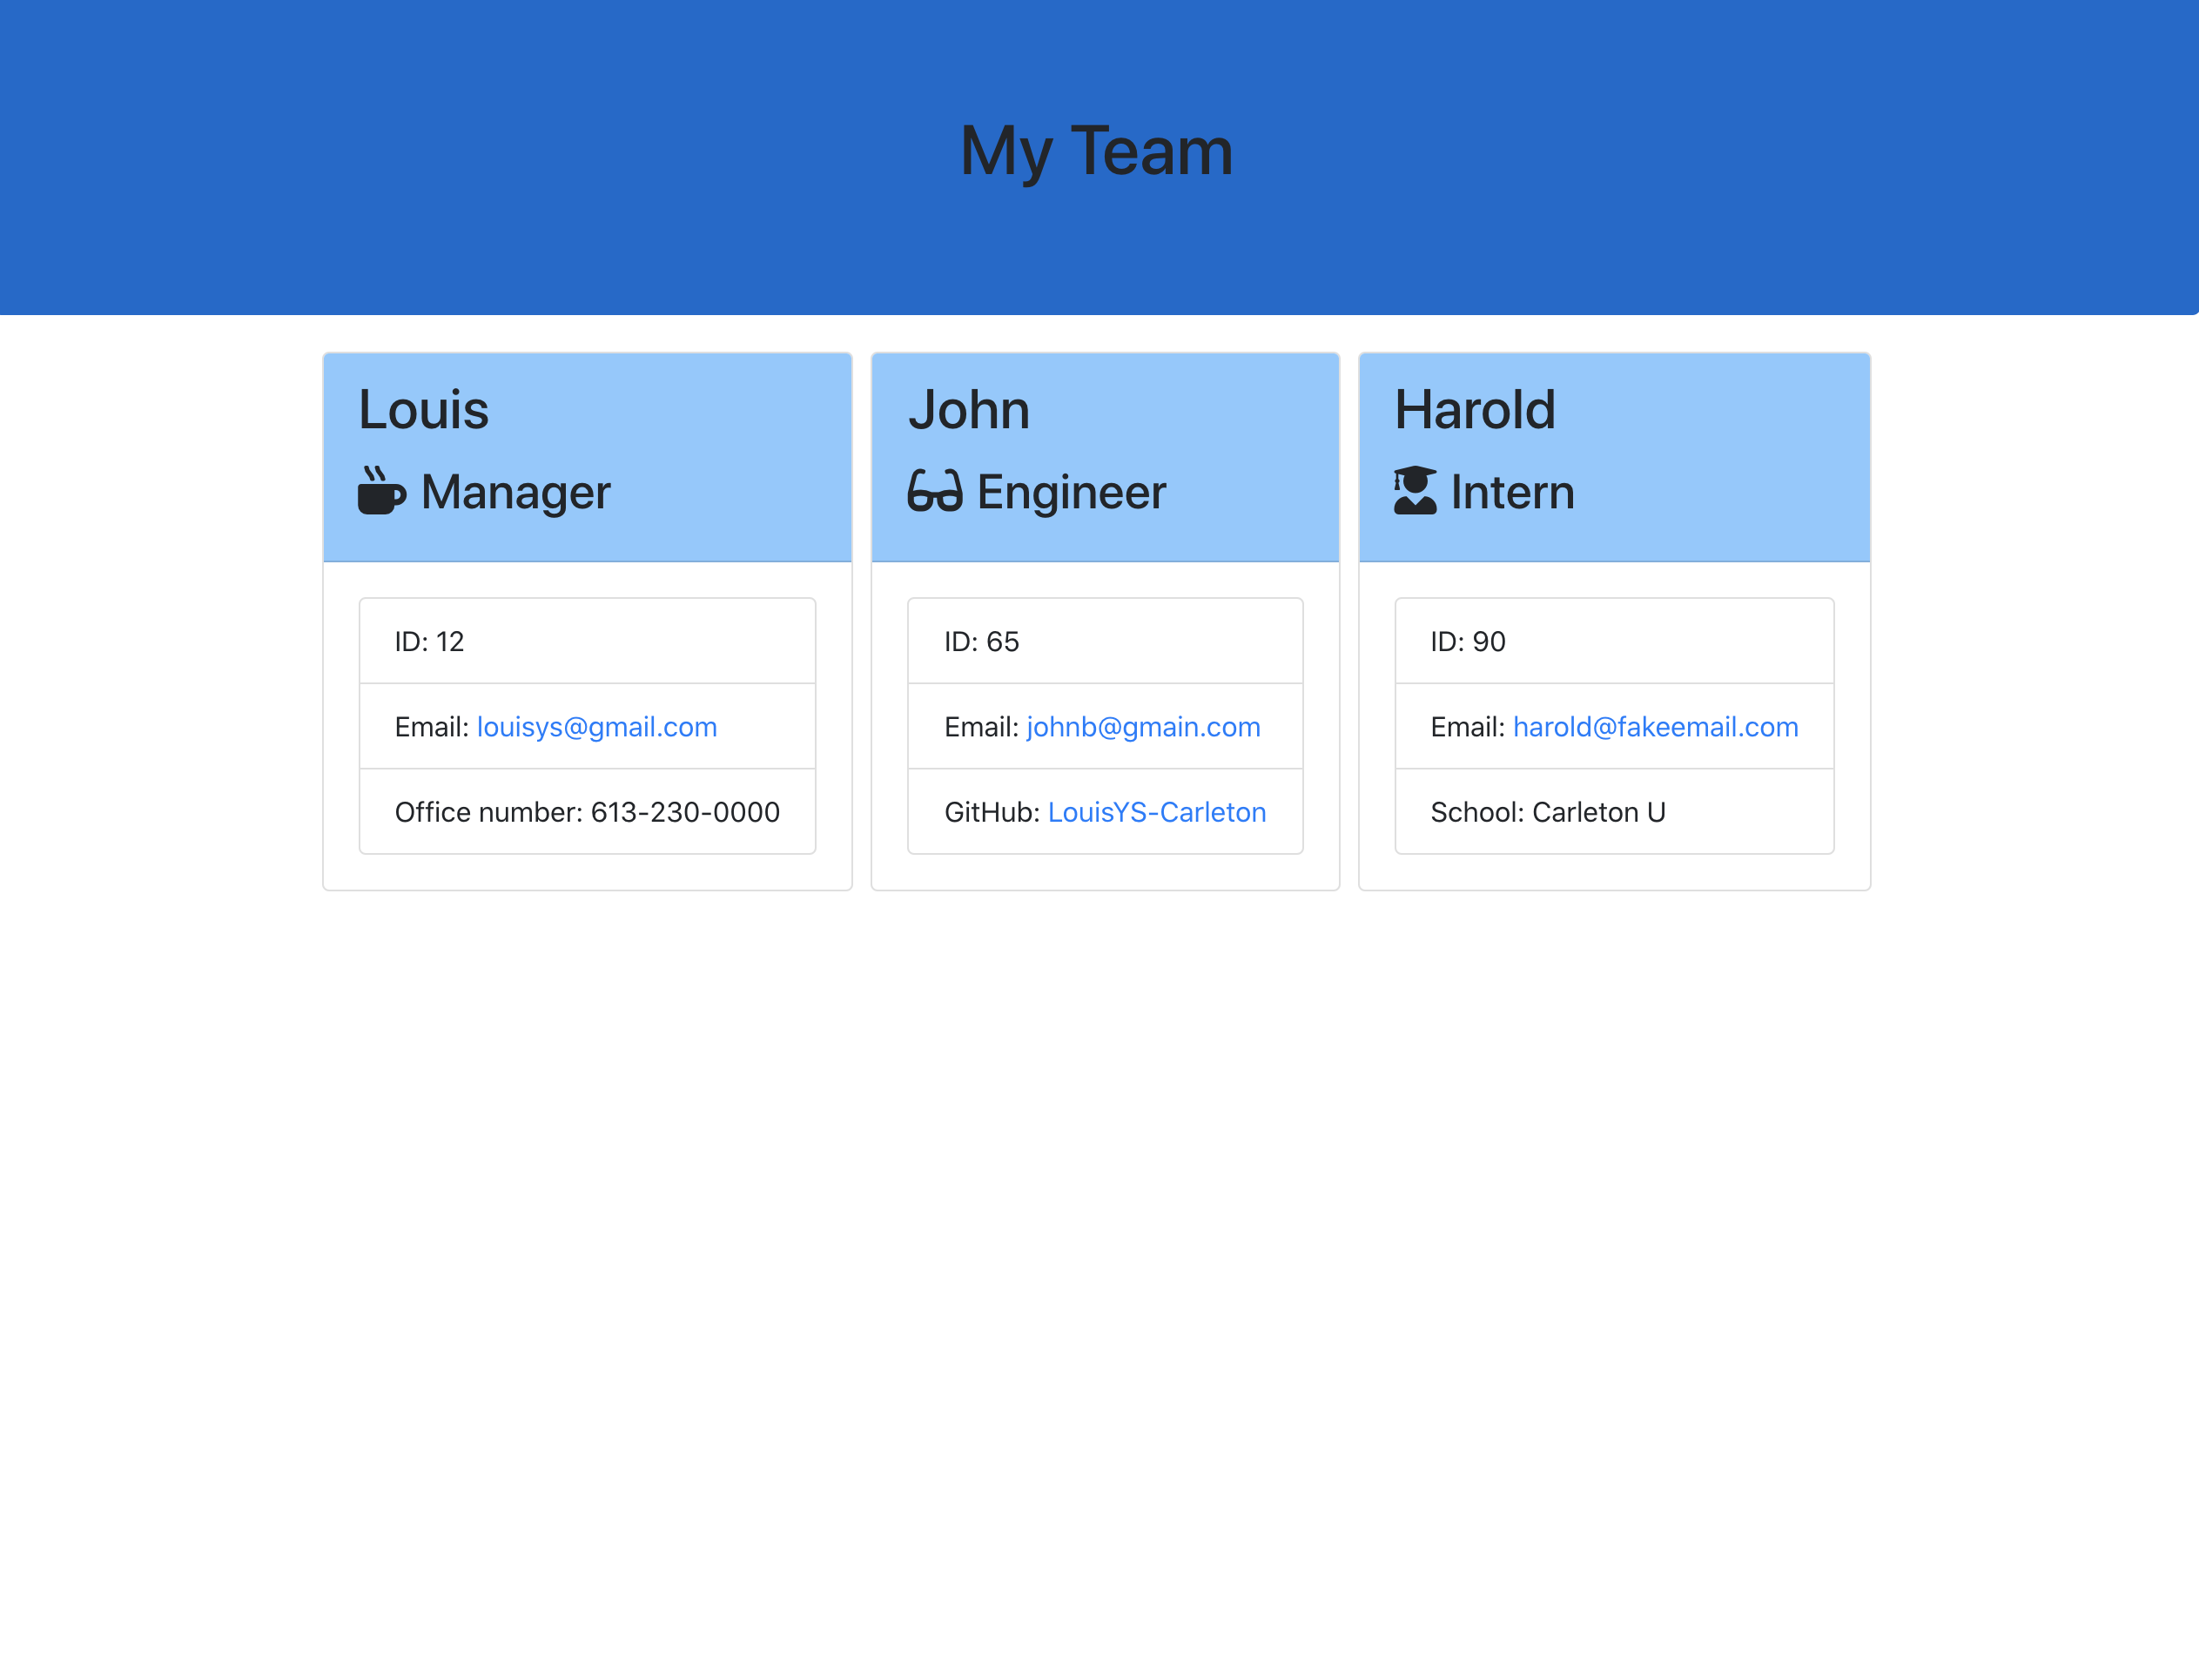 My Team
Louis
Manager
ID: 12
Email: louisys@gmail.com
Office number: 613-230-0000
John
Engineer
ID: 65
Email: johnb@gmain.com
GitHub: LouisYS-Carleton
Harold
Intern
ID: 90
Email: harold@fakeemail.com
School: Carleton U